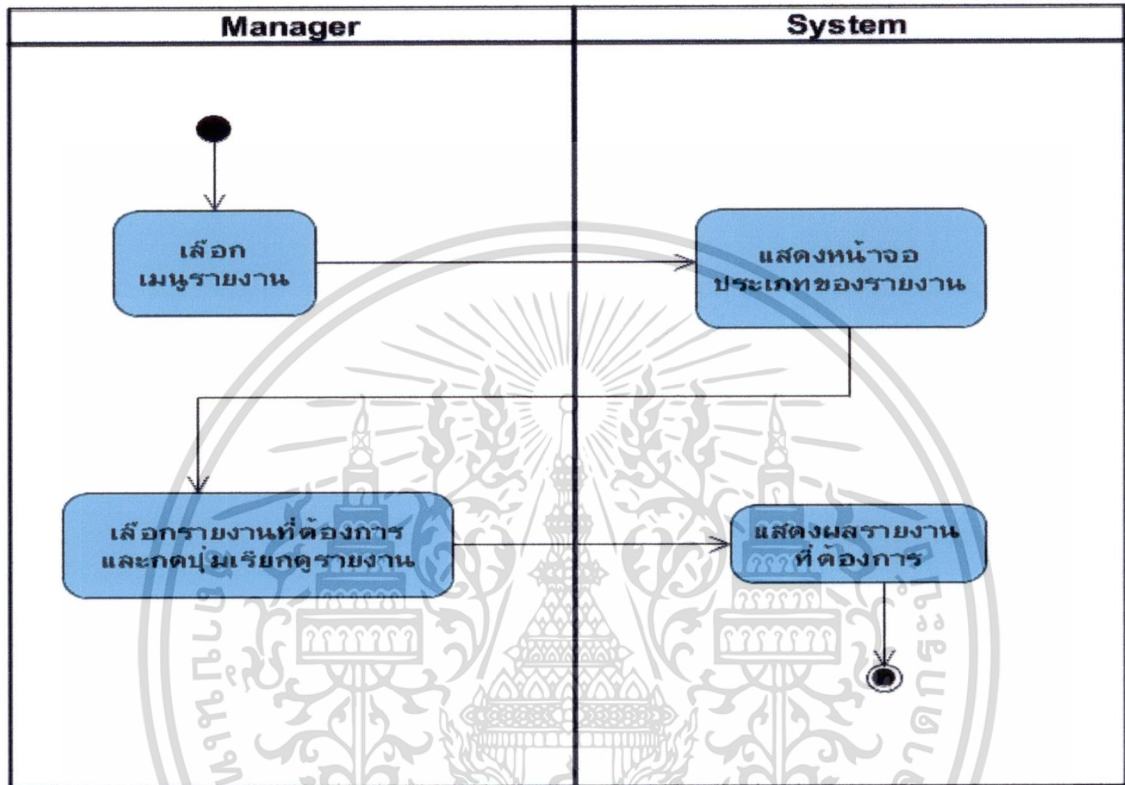 Manager
System
เลือก
เมนูรายงาน
แสดงหน้าจอ
ประเภทของรายงาน
เลือกรายงานที่ต้องการ
และกดปุ่มเรียกดูรายงาน
แสดงผลรายงาน
ที่ต้องการ